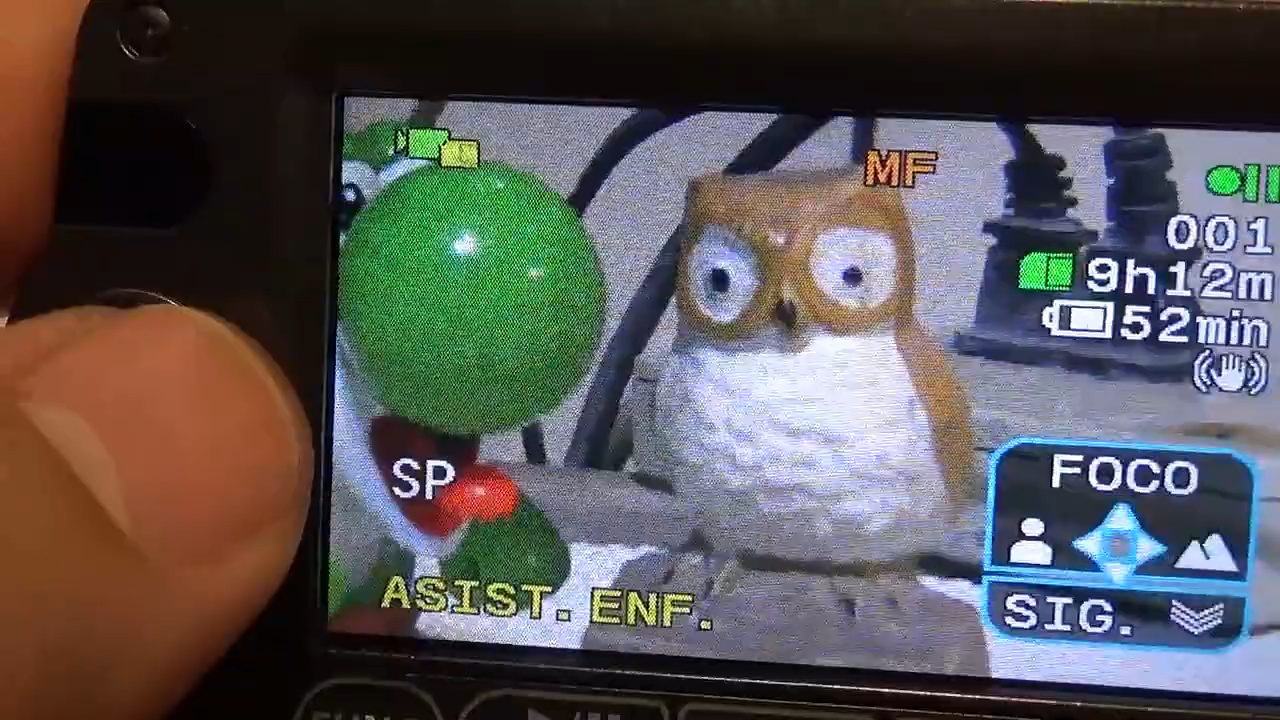 MF
001
9h12m
52min
SP
FOCO
ASIST. ENF.
SIG.